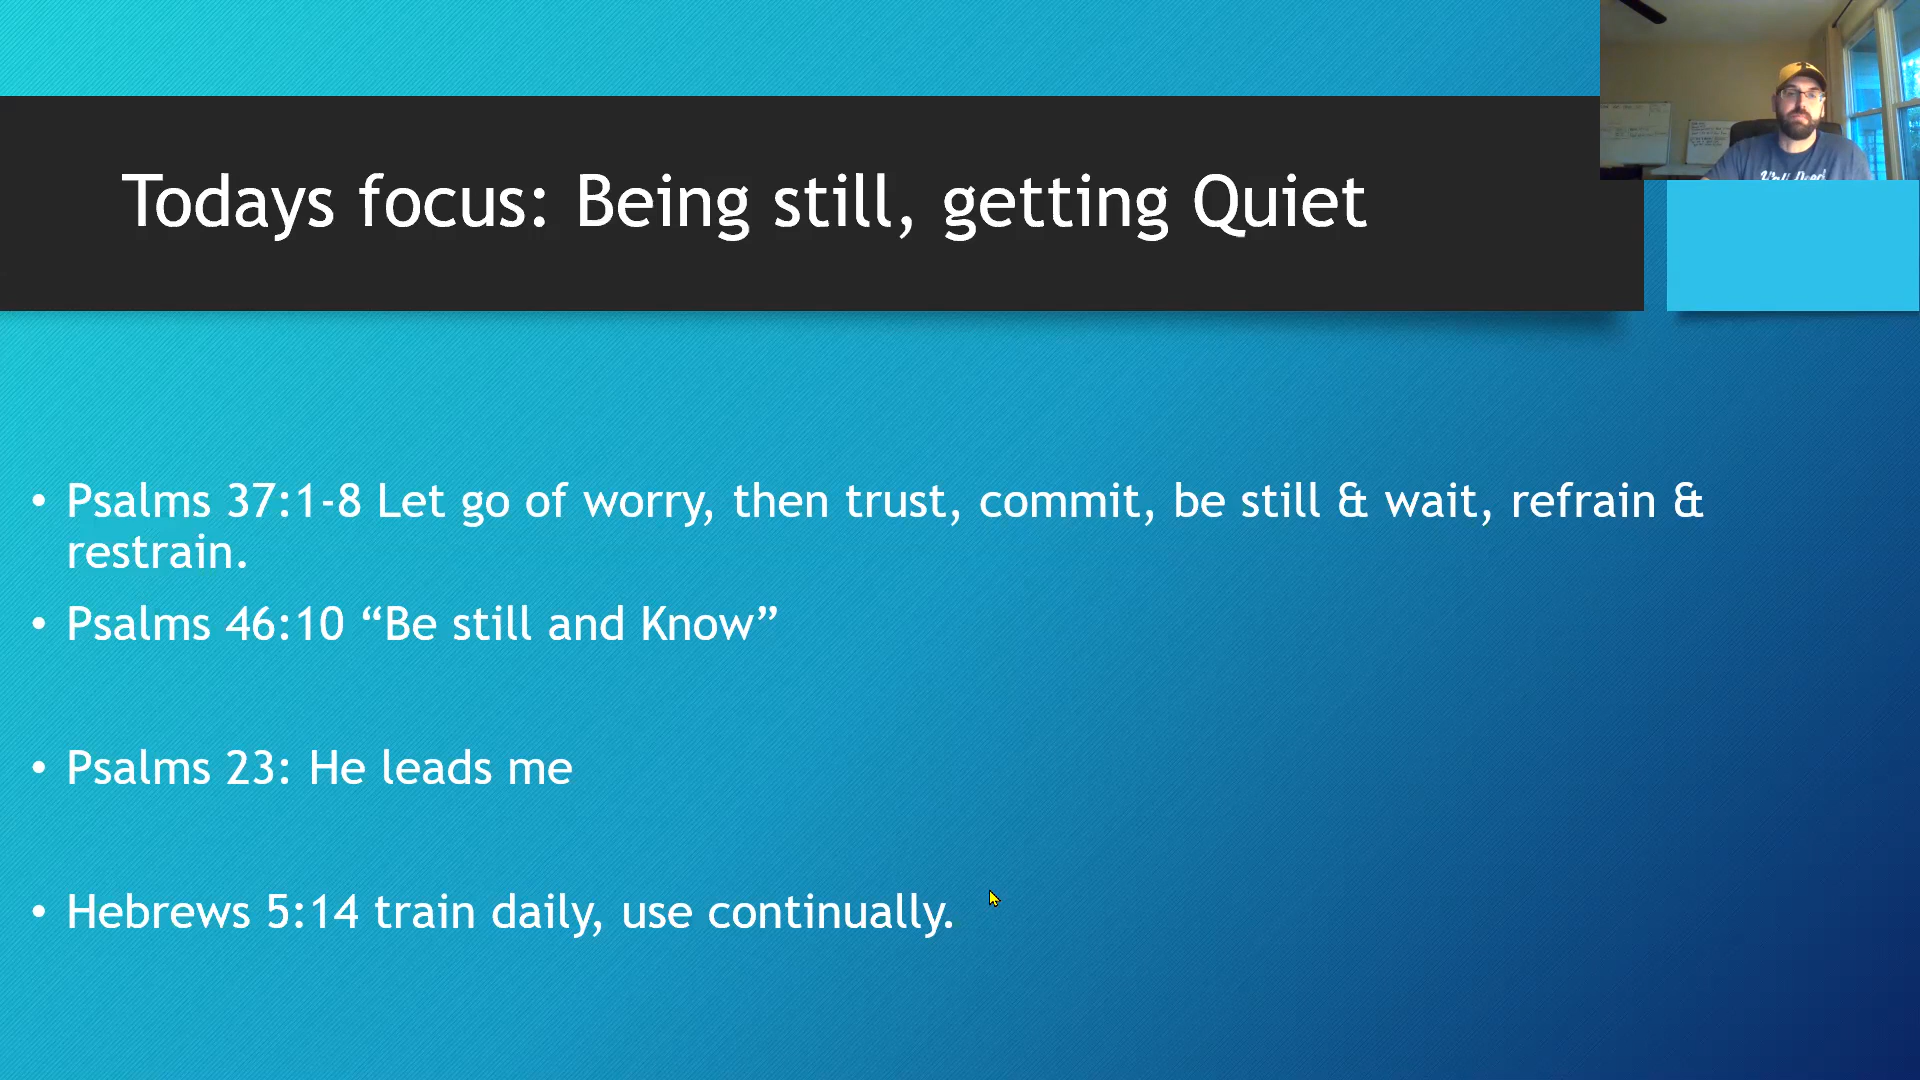 Todays focus: Being still, getting Quiet
• Psalms 37:1-8 Let go of worry, then trust, commit, be still & wait, refrain &
restrain.
• Psalms 46:10 “Be still and Know”
• Psalms 23: He leads me
• Hebrews 5:14 train daily, use continually.